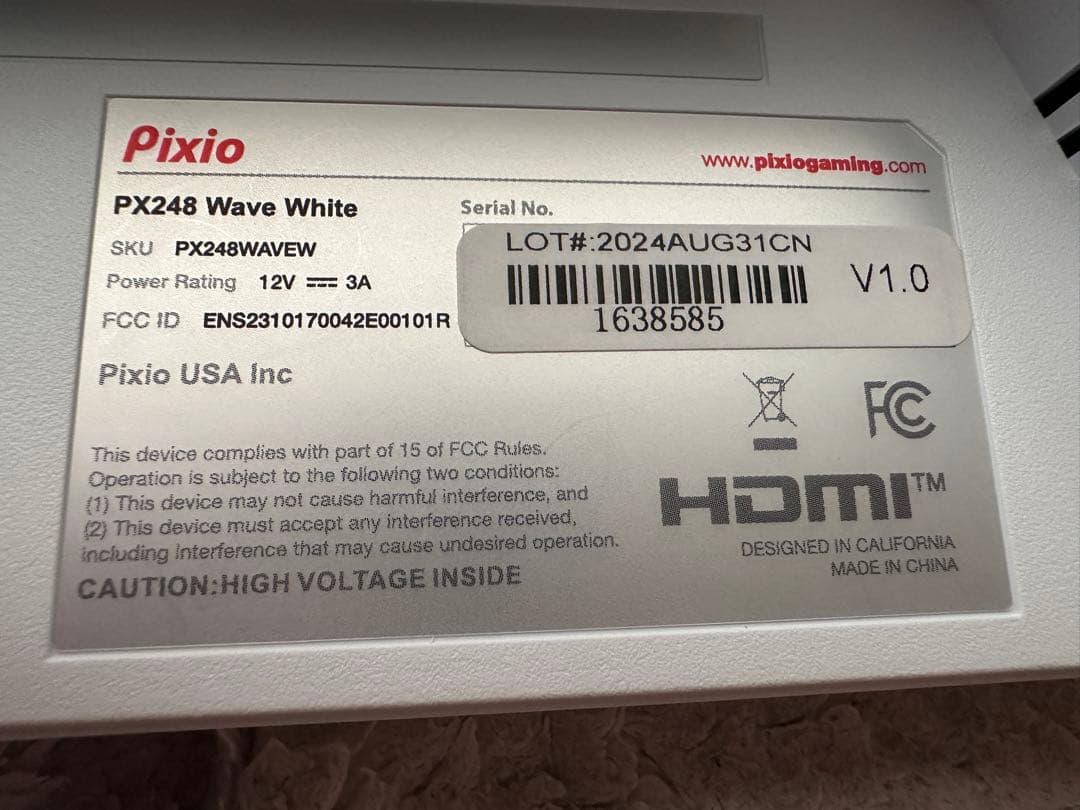 Pixio
www.pixiogaming.com
PX248 Wave White
Serial No.
SKU PX248WAVEW
LOT#:2024AUG31CN
Power Rating 12V ⎓ 3A
V1.0
FCC ID ENS2310170042E00101R
1638585
Pixio USA Inc
FC
This device complies with part of 15 of FCC Rules.
Operation is subject to the following two conditions:
(1) This device may not cause harmful interference, and
(2) This device must accept any interference received,
including interference that may cause undesired operation.
CAUTION:HIGH VOLTAGE INSIDE
HDMI™
DESIGNED IN CALIFORNIA
MADE IN CHINA